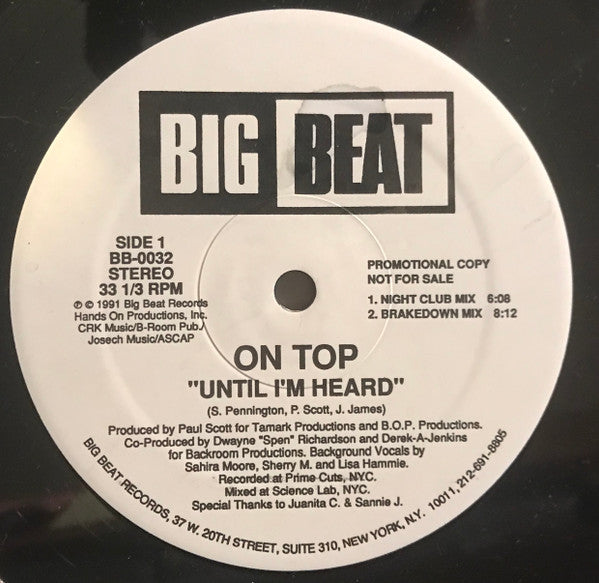 BIG BEAT
SIDE 1
BB-0032
STEREO
33 1/3 RPM
℗ © 1991 Big Beat Records
Hands On Productions, Inc.
CRK Music/B-Room Pub./
Josech Music/ASCAP
PROMOTIONAL COPY
NOT FOR SALE
1. NIGHT CLUB MIX 6:08
2. BRAKEDOWN MIX 8:12
ON TOP
"UNTIL I'M HEARD"
(S. Pennington, P. Scott, J. James)
Produced by Paul Scott for Tamark Productions and B.O.P. Productions.
Co-Produced by Dwayne "Spen" Richardson and Derek-A-Jenkins
for Backroom Productions. Background Vocals by
Sahira Moore, Sherry M. and Lisa Hammie.
Recorded at Prime Cuts, NYC.
Mixed at Science Lab, NYC.
Special Thanks to Juanita C. & Sannie J.
BIG BEAT RECORDS, 37 W. 20TH STREET, SUITE 310, NEW YORK, N.Y. 10011, 212-691-8805